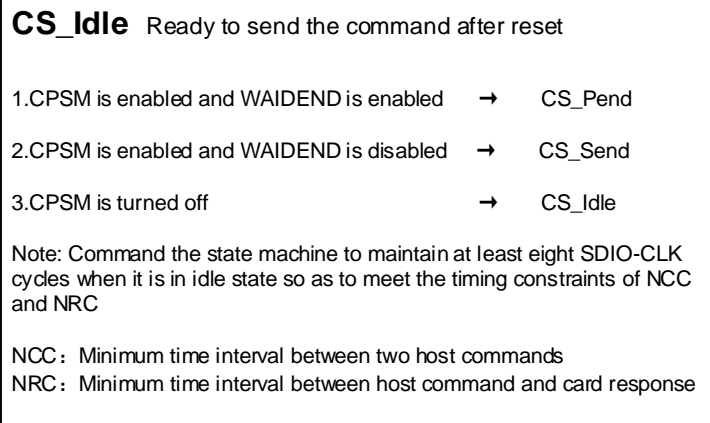 CS_Idle Ready to send the command after reset
1.CPSM is enabled and WAIDEND is enabled → CS_Pend
2.CPSM is enabled and WAIDEND is disabled → CS_Send
3.CPSM is turned off → CS_Idle
Note: Command the state machine to maintain at least eight SDIO-CLK
cycles when it is in idle state so as to meet the timing constraints of NCC
and NRC
NCC：Minimum time interval between two host commands
NRC：Minimum time interval between host command and card response